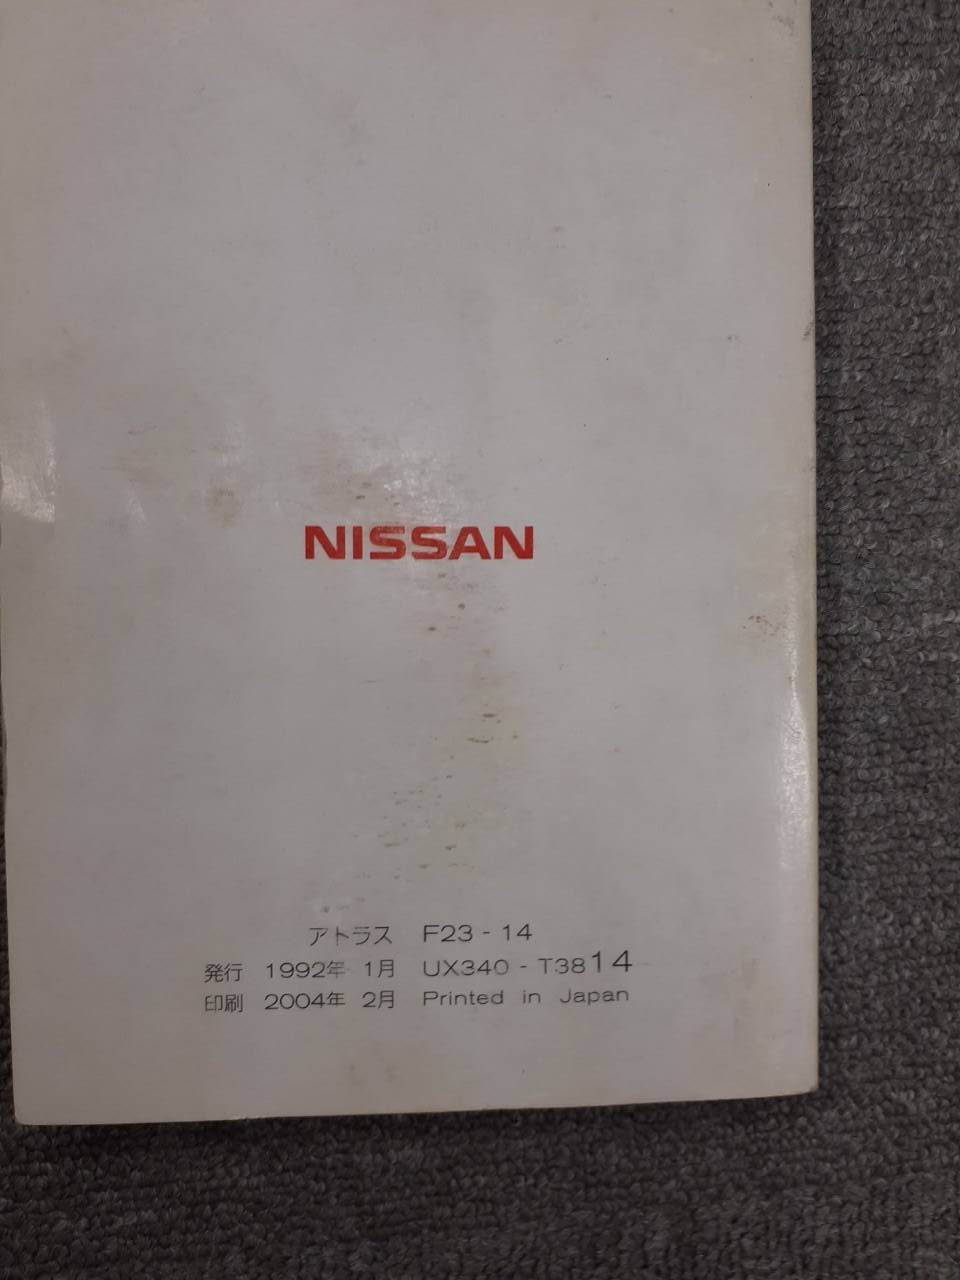 NISSAN
アトラス F23-14
発行 1992年 1月 UX340-T3814
印刷 2004年 2月 Printed in Japan